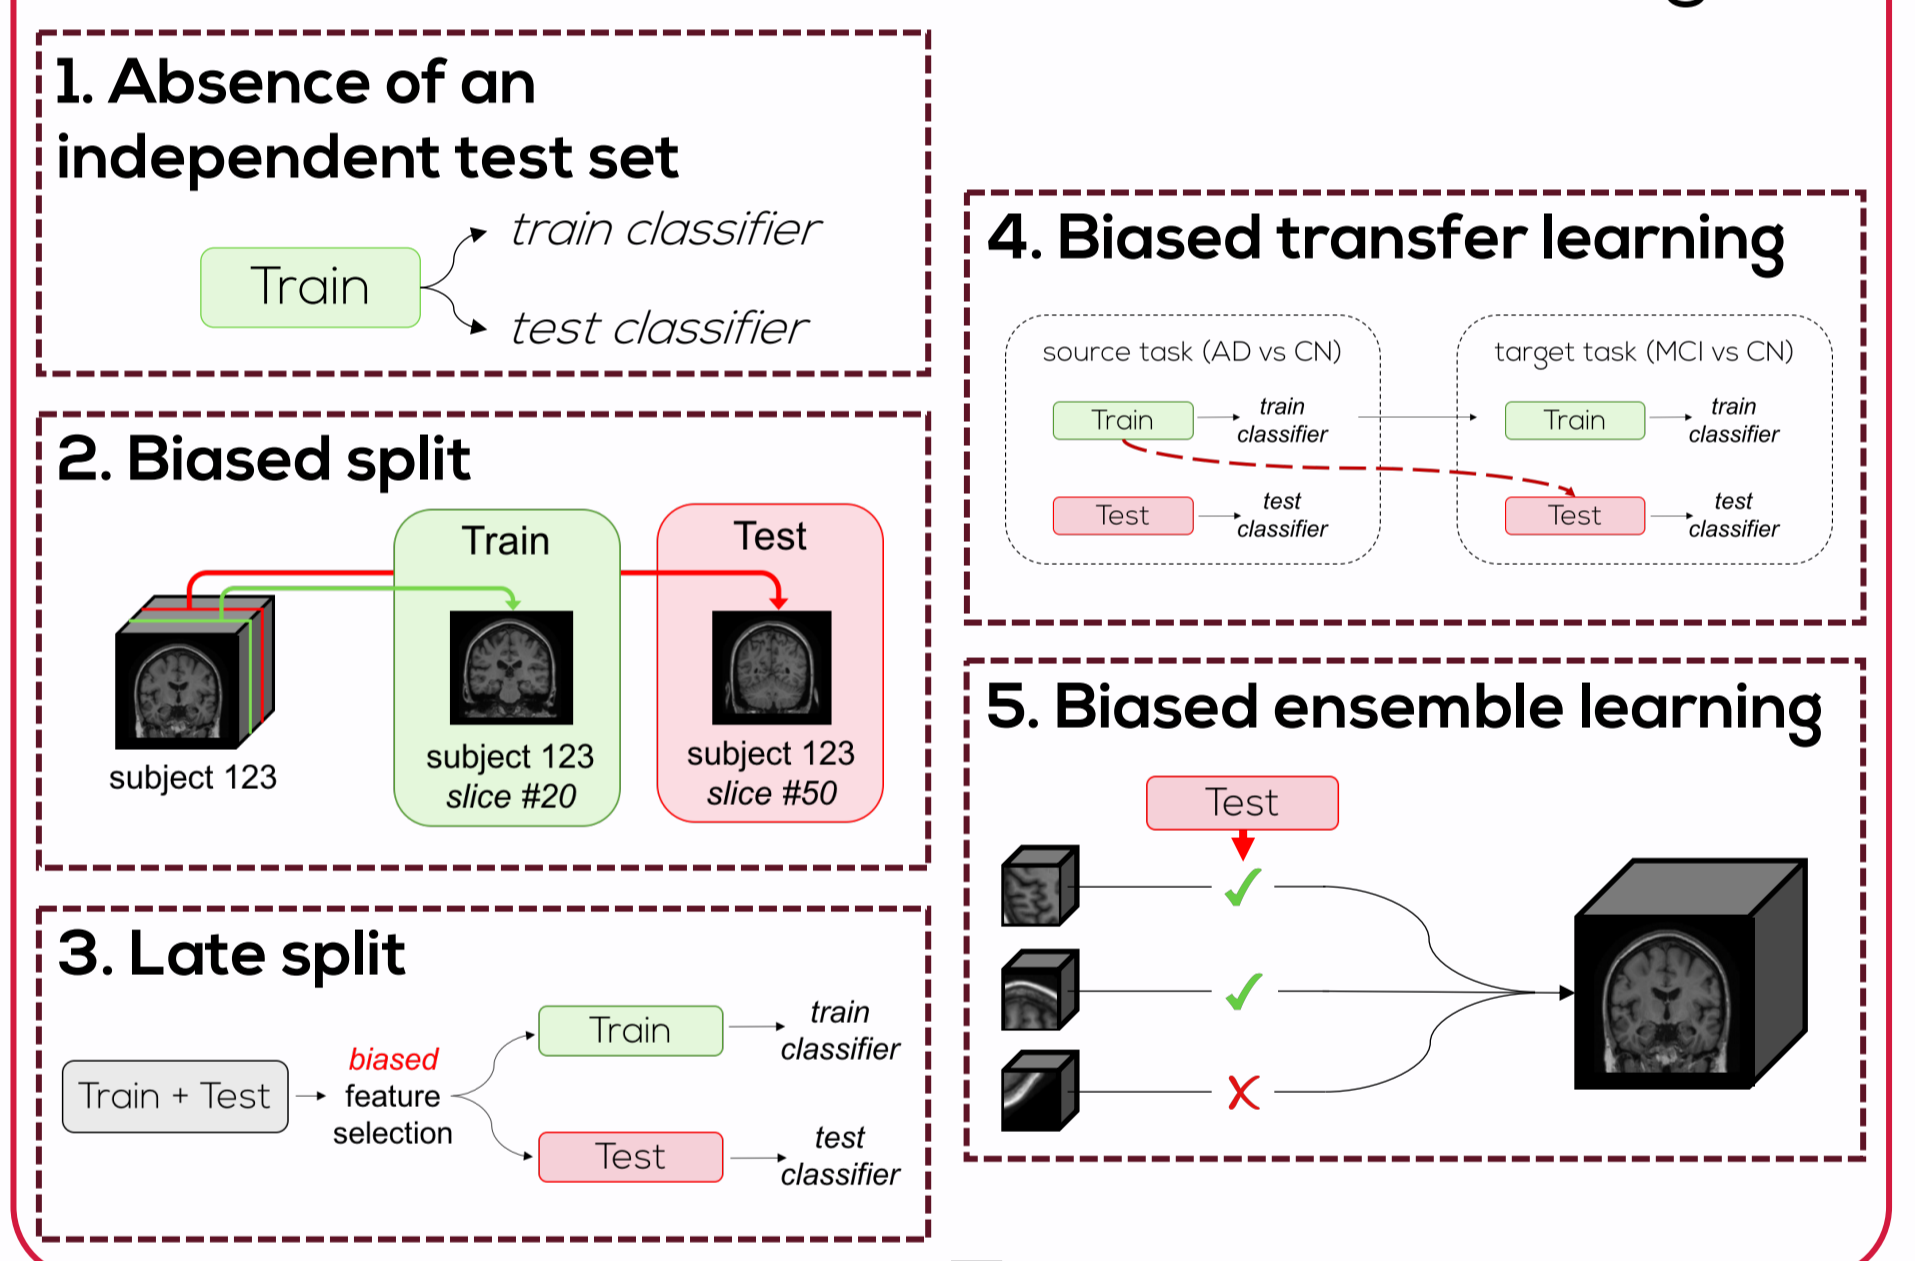 1. Absence of an
independent test set
Train
train classifier
test classifier
2. Biased split
Train
Test
subject 123
subject 123
slice #20
subject 123
slice #50
3. Late split
Train + Test
biased
feature
selection
Train
train
classifier
Test
test
classifier
4. Biased transfer learning
source task (AD vs CN)
Train
train
classifier
Test
test
classifier
target task (MCI vs CN)
Train
train
classifier
Test
test
classifier
5. Biased ensemble learning
Test